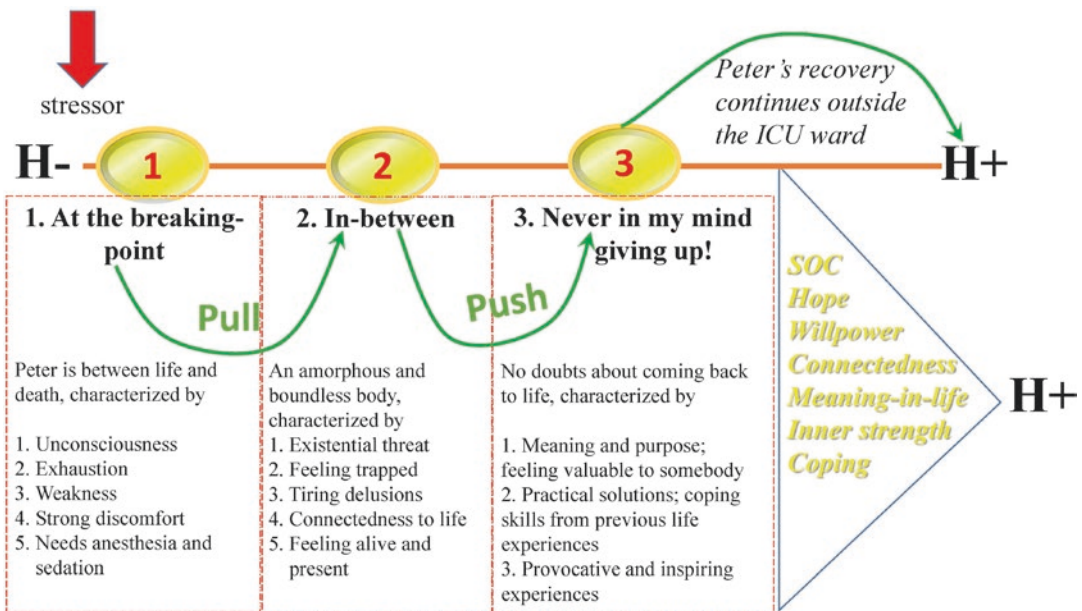 stressor
H-
1
2
3
Peter's recovery
continues outside
the ICU ward
H+
1. At the breaking-
point
Pull
Peter is between life and
death, characterized by
1. Unconsciousness
2. Exhaustion
3. Weakness
4. Strong discomfort
5. Needs anesthesia and
sedation
2. In-between
Push
An amorphous and
boundless body,
characterized by
1. Existential threat
2. Feeling trapped
3. Tiring delusions
4. Connectedness to life
5. Feeling alive and
present
3. Never in my mind
giving up!
No doubts about coming back
to life, characterized by
1. Meaning and purpose;
feeling valuable to somebody
2. Practical solutions; coping
skills from previous life
experiences
3. Provocative and inspiring
experiences
SOC
Hope
Willpower
Connectedness
Meaning-in-life
Inner strength
Coping
H+